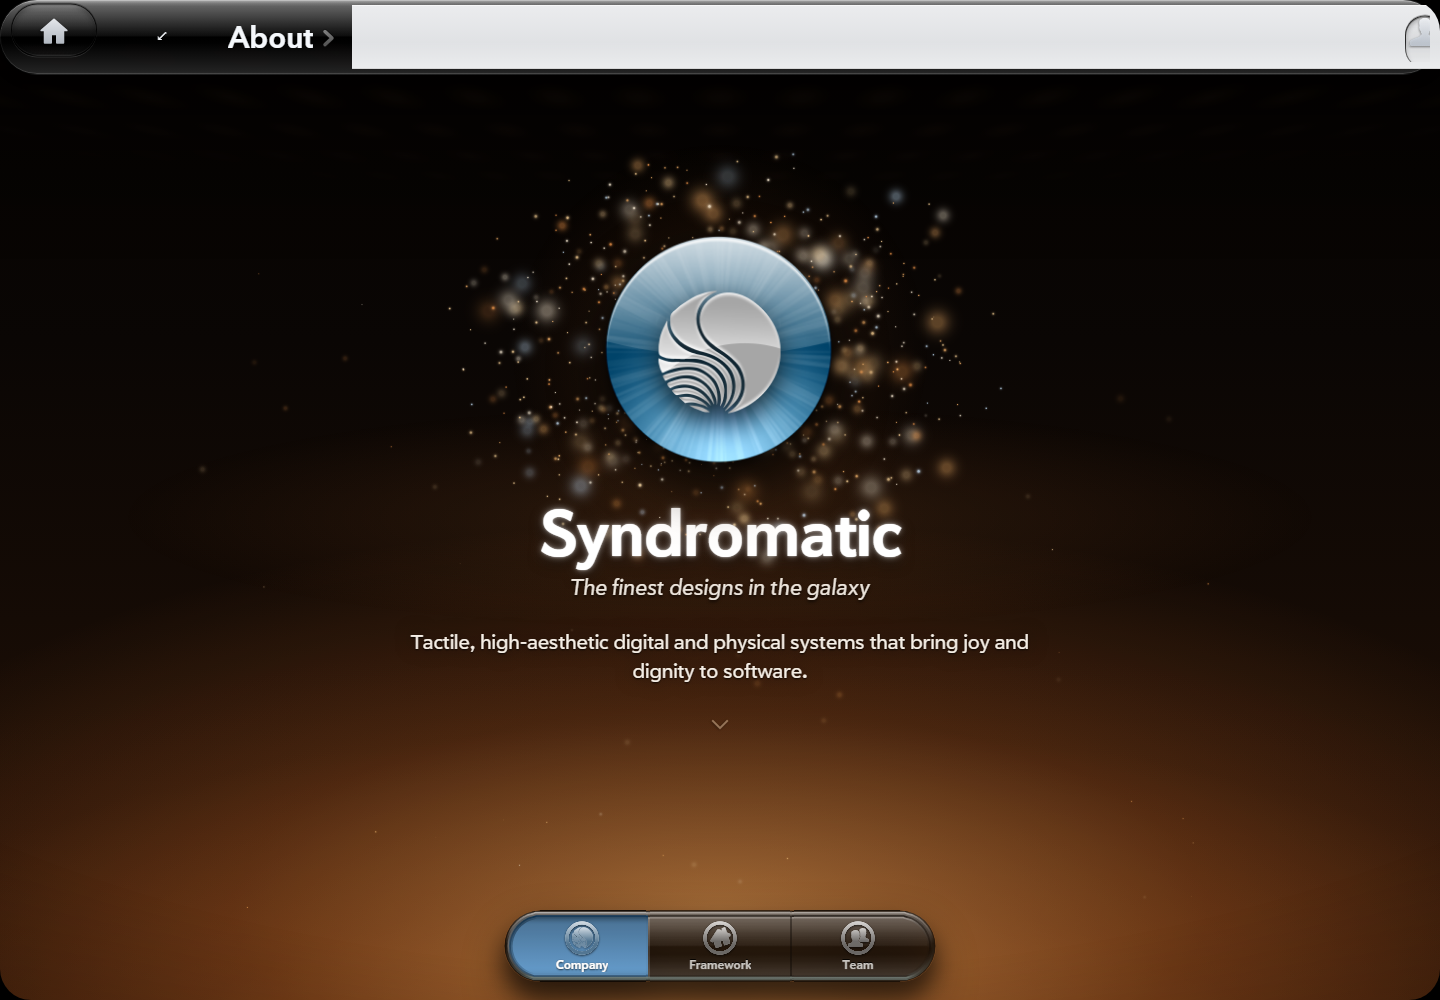 About
Syndromatic
The finest designs in the galaxy
Tactile, high-aesthetic digital and physical systems that bring joy and
dignity to software.
Company
Framework
Team